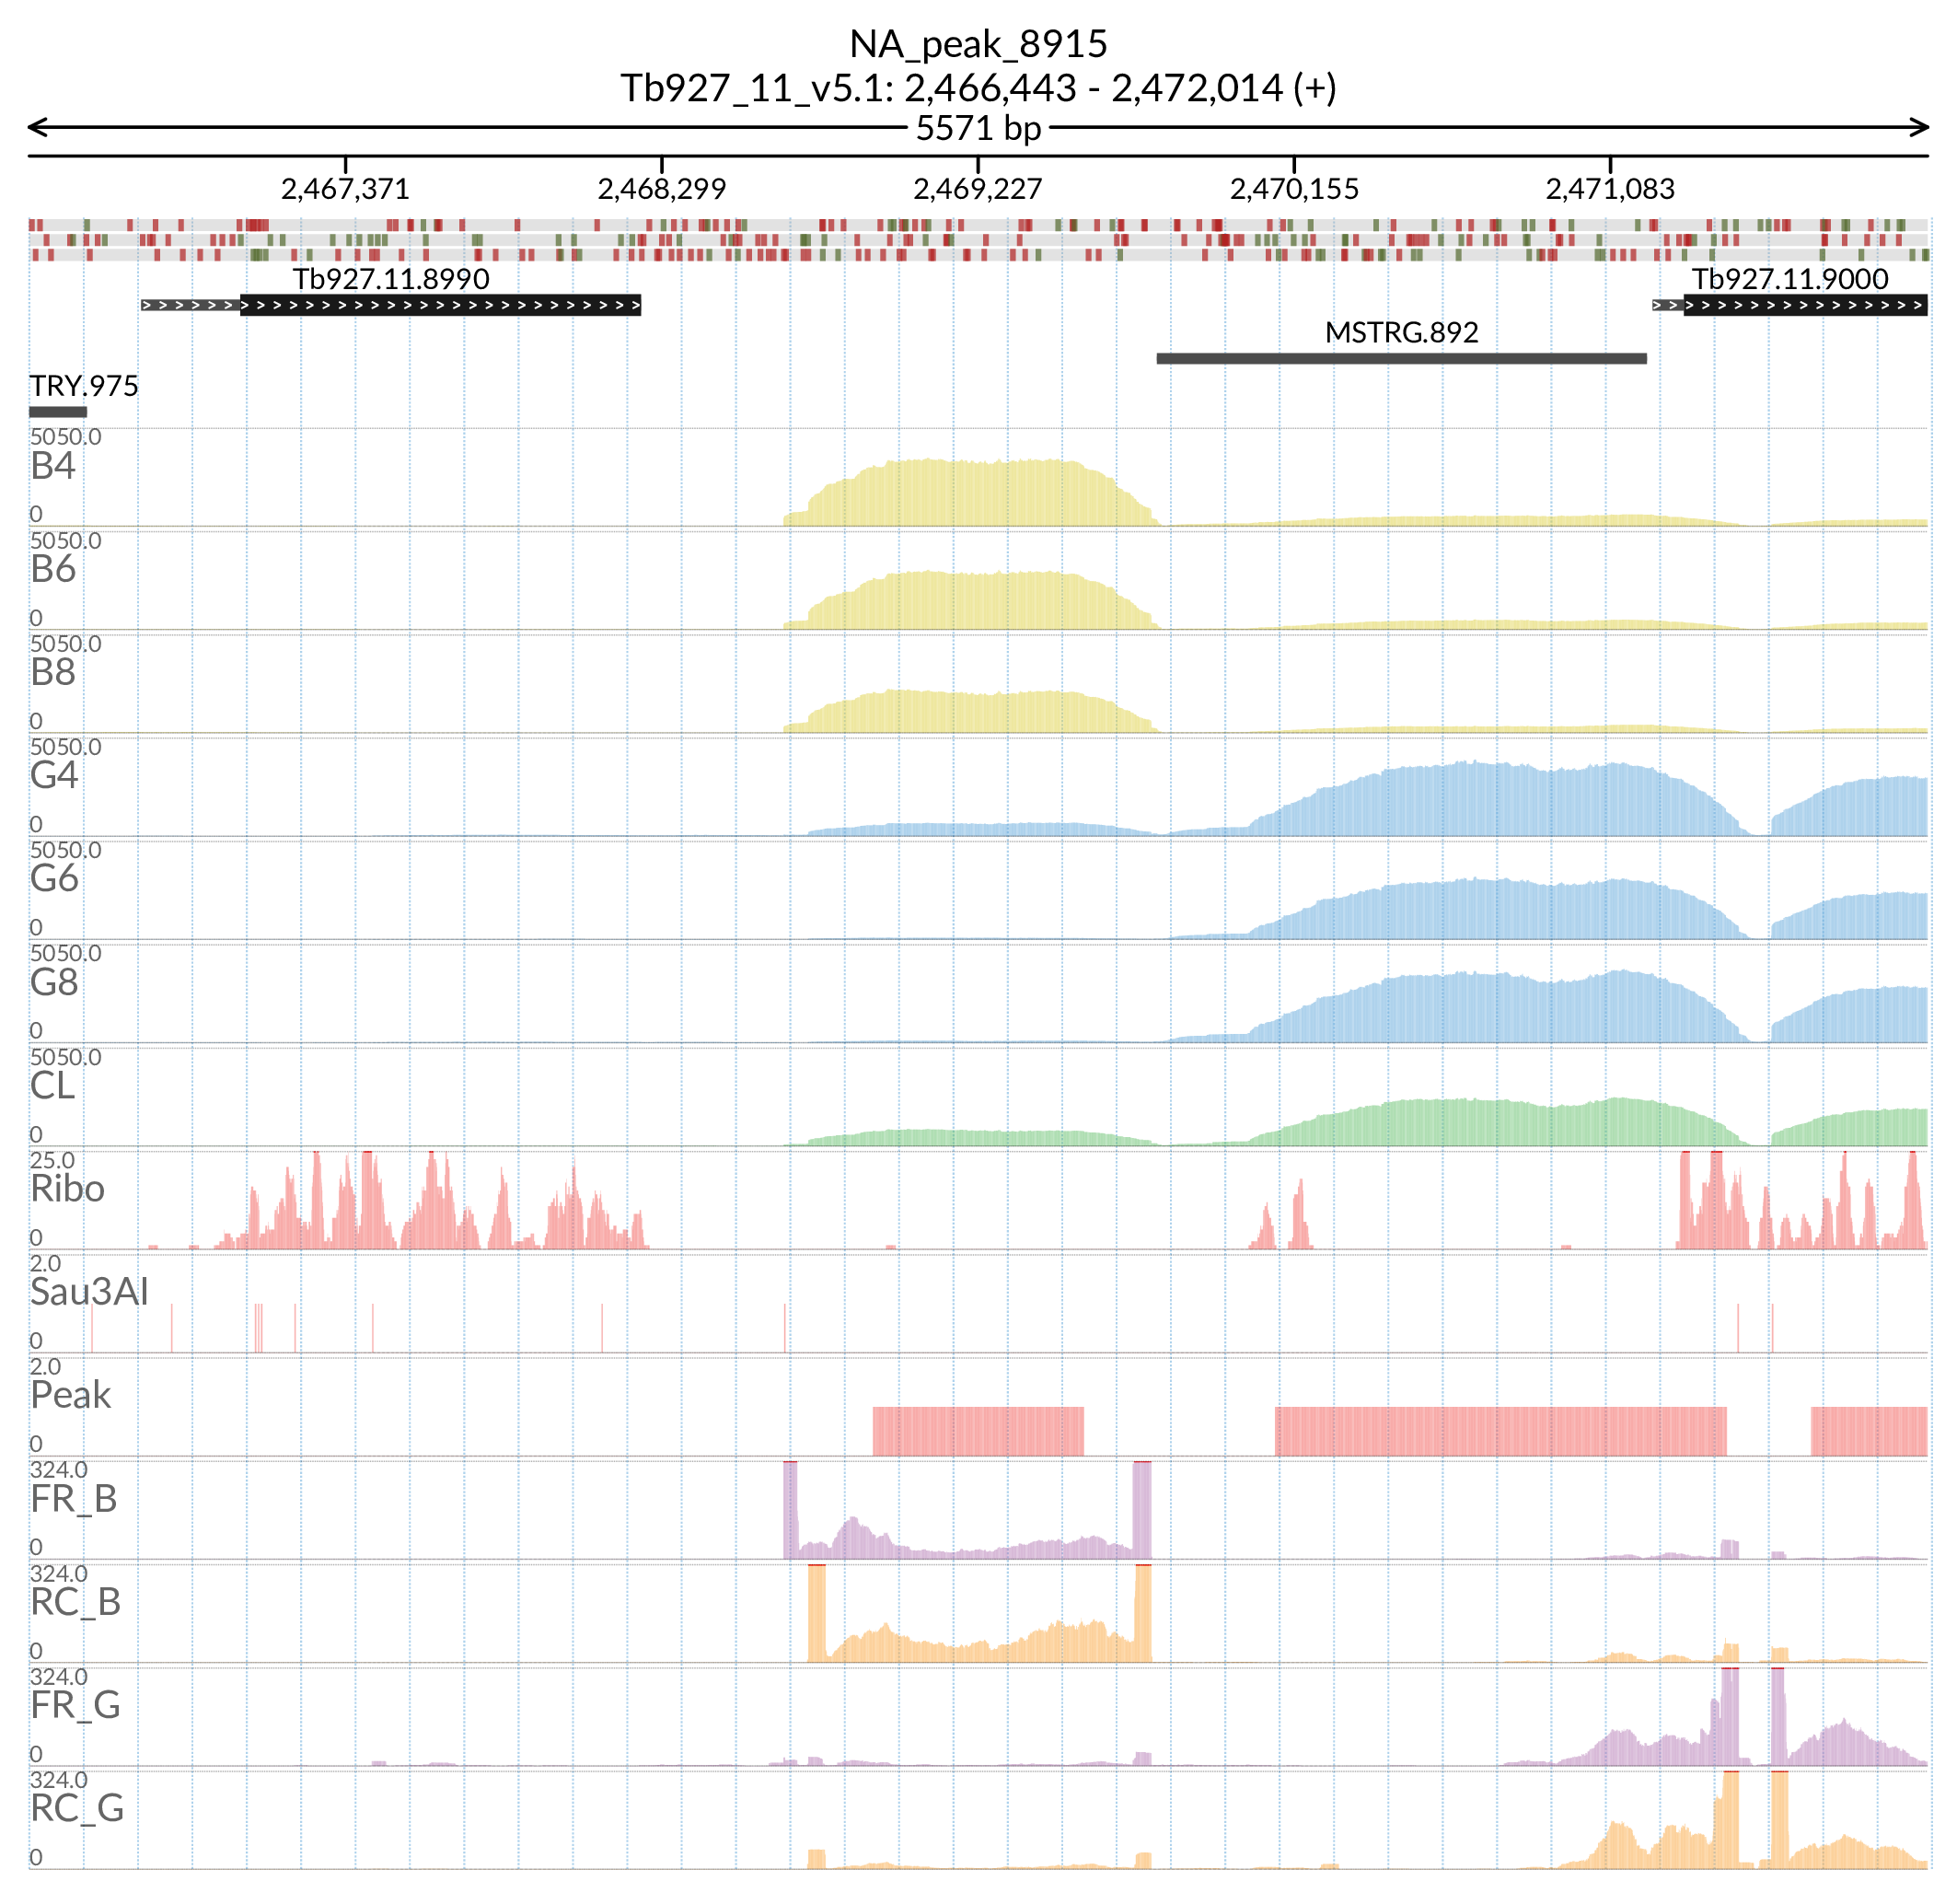 NA_peak_8915
Tb927_11_v5.1: 2,466,443 - 2,472,014 (+)
5571 bp
2,467,371 2,468,299 2,469,227 2,470,155 2,471,083
Tb927.11.8990 Tb927.11.9000
MSTRG.892
TRY.975
5050.0
B4
0
5050.0
B6
0
5050.0
B8
0
5050.0
G4
0
5050.0
G6
0
5050.0
G8
0
5050.0
CL
0
25.0
Ribo
0
2.0
Sau3AI
0
2.0
Peak
0
324.0
FR_B
0
324.0
RC_B
0
324.0
FR_G
0
324.0
RC_G
0